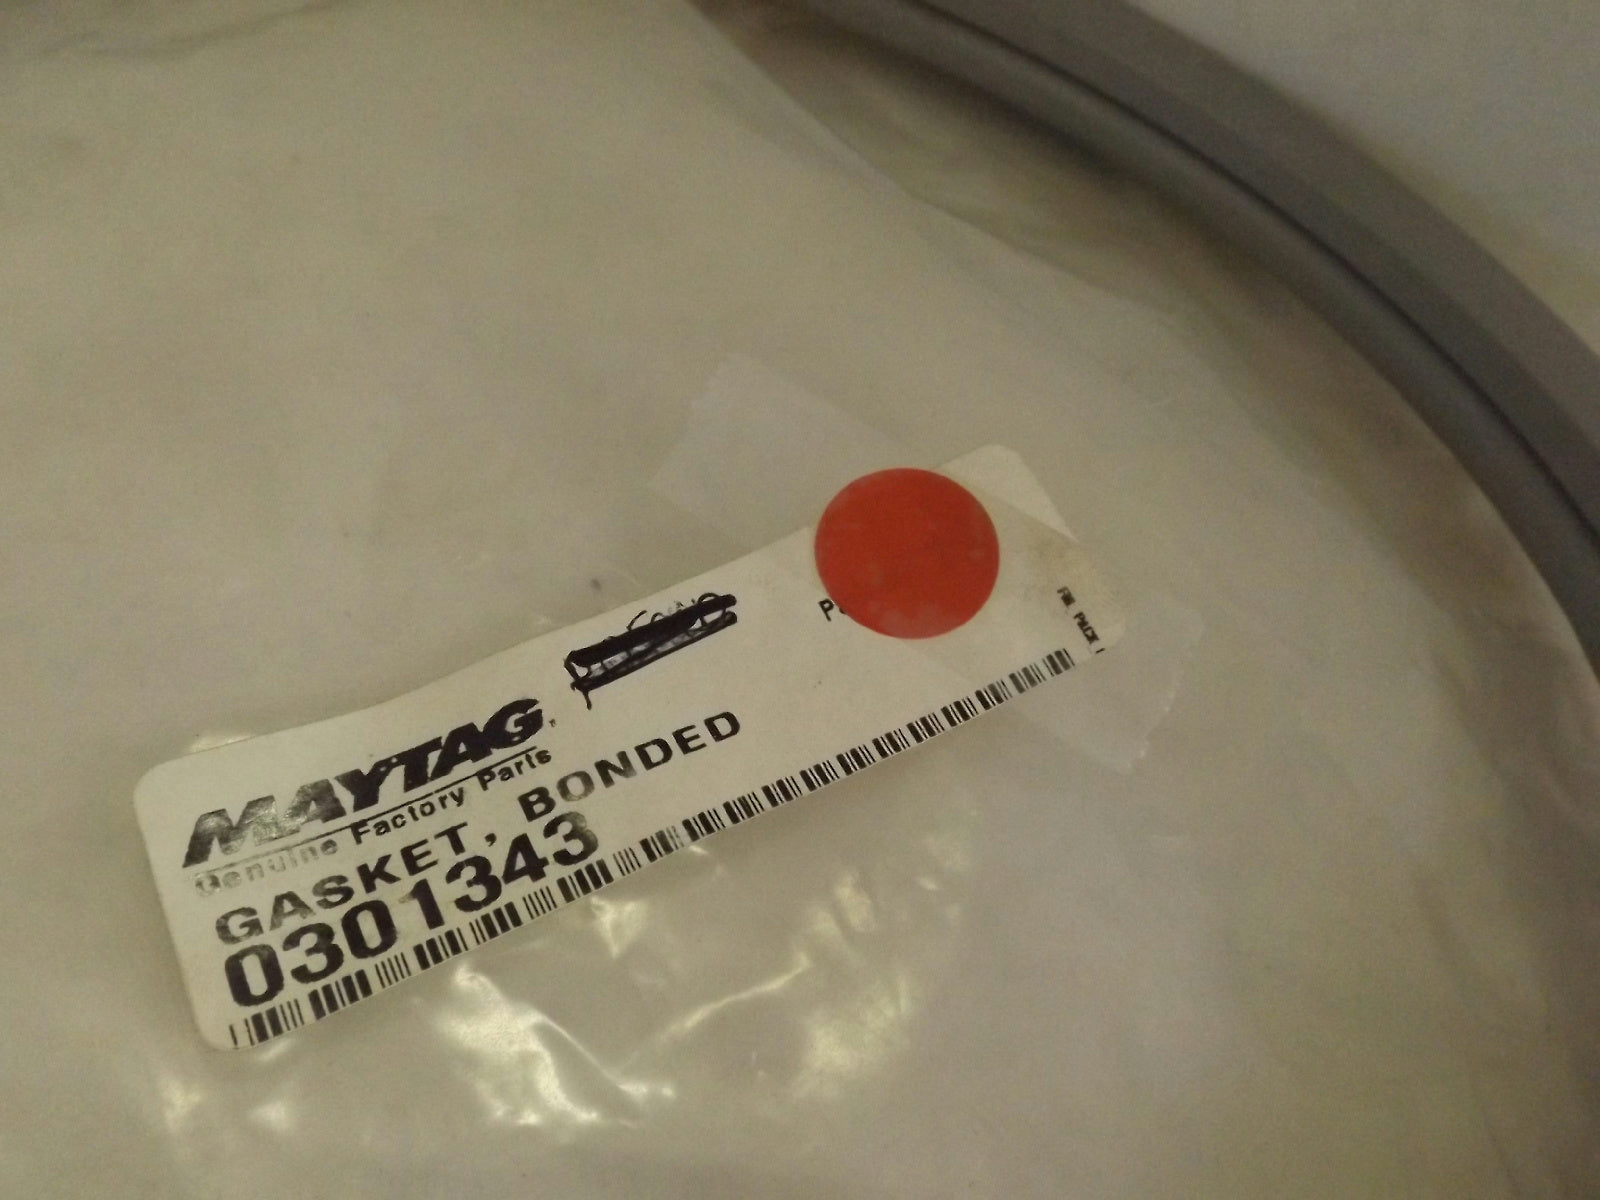 MAYTAG
Genuine Factory Parts
GASKET, BONDED
0301343